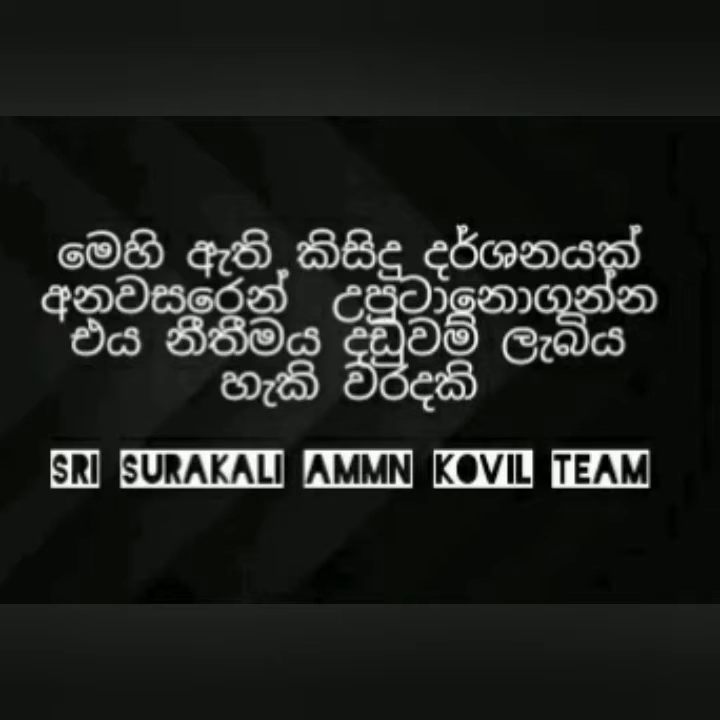 මෙහි ඇති කිසිදු දර්ශනයක්
අනවසරෙන් උපුටානොගන්න
එය නීතීමය දඩුවම් ලැබිය
හැකි වරදකි
SRI SURAKALI AMMN KOVIL TEAM